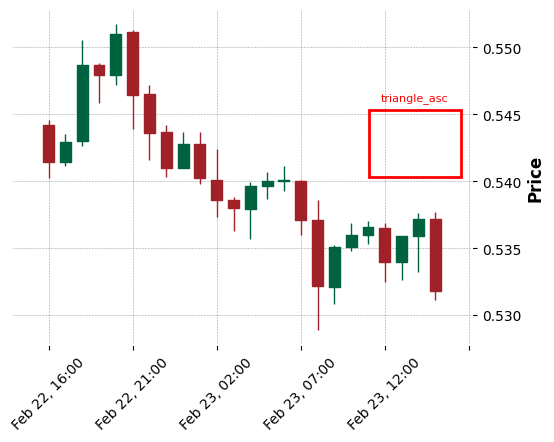 0.550
triangle_asc
0.545
0.540
0.535
0.530
Price
Feb 22, 16:00
Feb 22, 21:00
Feb 23, 02:00
Feb 23, 07:00
Feb 23, 12:00